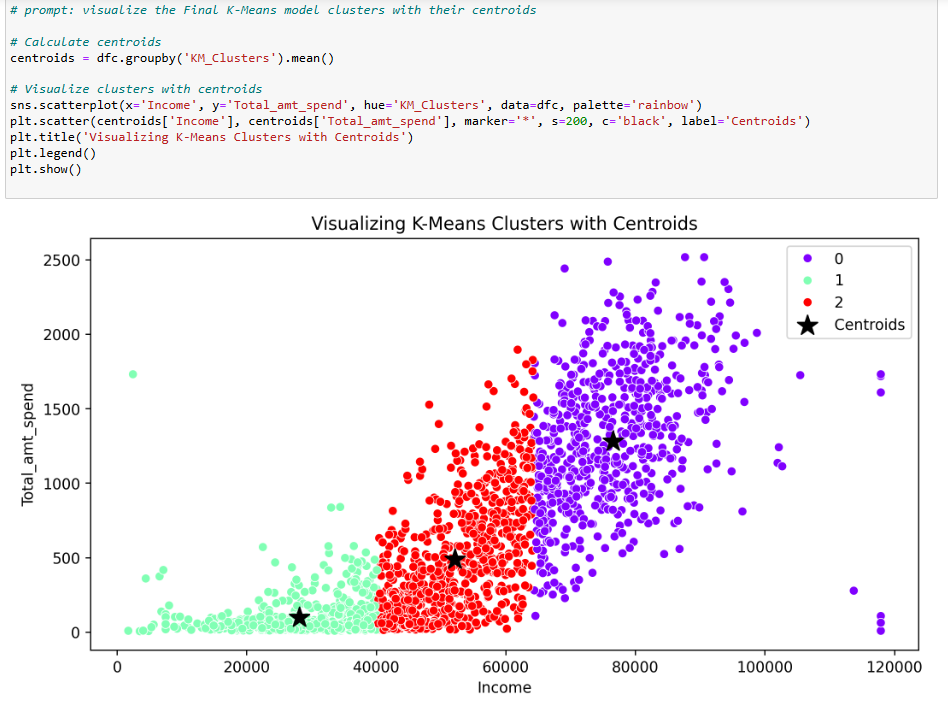 # prompt: visualize the Final K-Means model clusters with their centroids
# Calculate centroids
centroids = dfc.groupby('KM_Clusters').mean()
# Visualize clusters with centroids
sns.scatterplot(x='Income', y='Total_amt_spend', hue='KM_Clusters', data=dfc, palette='rainbow')
plt.scatter(centroids['Income'], centroids['Total_amt_spend'], marker='*', s=200, c='black', label='Centroids')
plt.title('Visualizing K-Means Clusters with Centroids')
plt.legend()
plt.show()
Visualizing K-Means Clusters with Centroids
0
1
2
Centroids
2500
2000
1500
1000
500
0
Total_amt_spend
0
20000
40000
60000
80000
100000
120000
Income